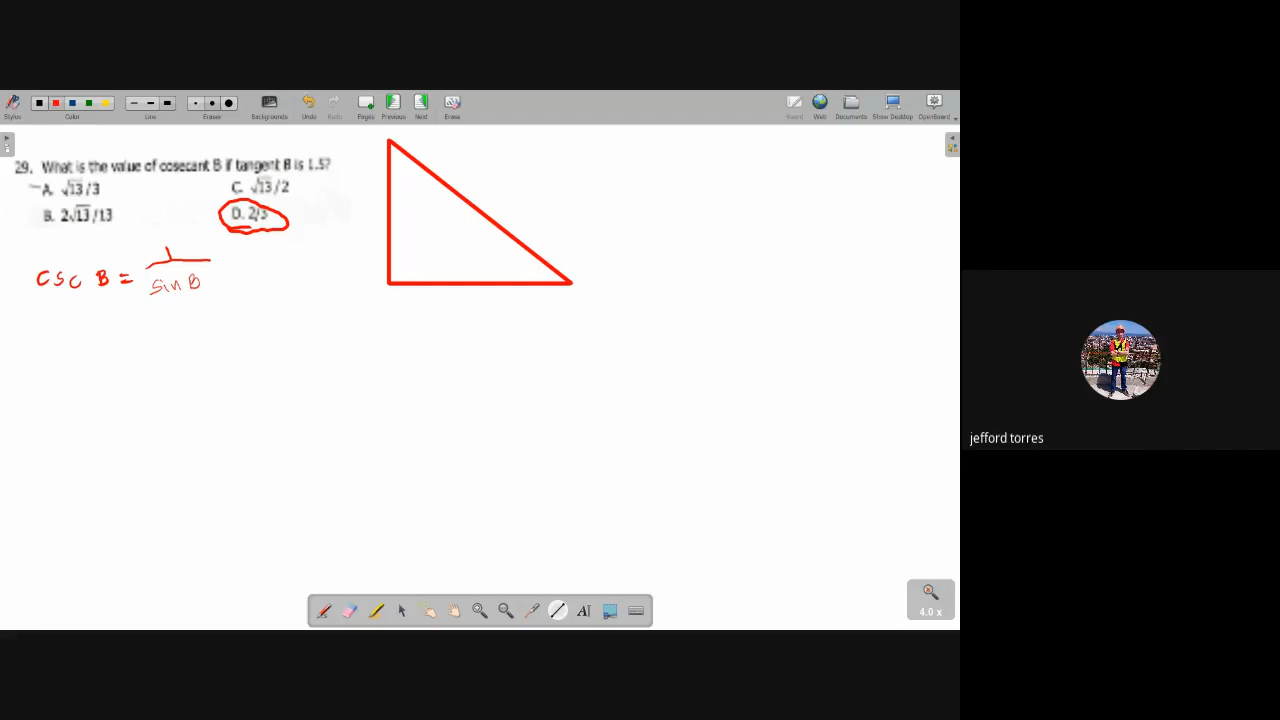 Stylus
Color
Line
Eraser
Backgrounds
Undo
Redo
Pages
Previous
Next
Erase
Board
Web
Documents
Show Desktop
OpenBoard
29. What is the value of cosecant B if tangent B is 1.5?
A. √13/3
C. √13/2
B. 2√13/13
D. 2/3
csc B = 1/sin B
AI
4.0 x
jefford torres